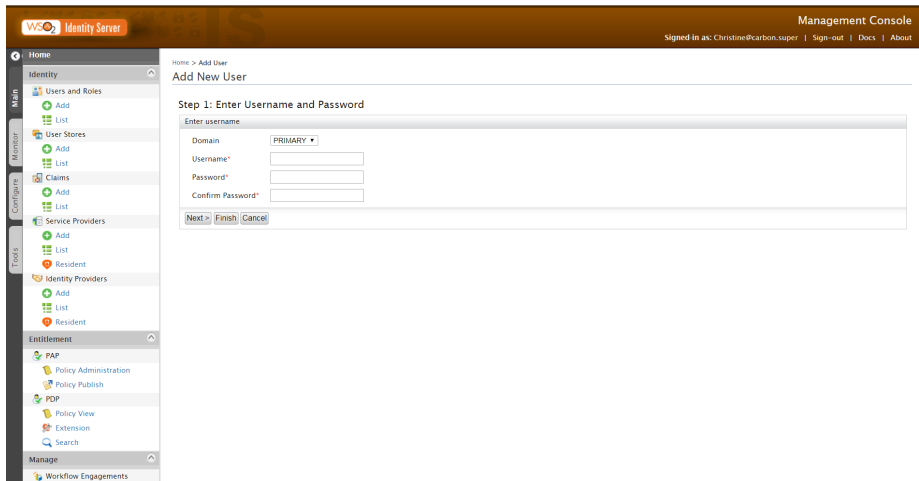 WSO2 Identity Server
Management Console
Signed-in as: Christine@carbon.super | Sign-out | Docs | About
Main
Monitor
Configure
Tools
Home
Identity
Users and Roles
Add
List
User Stores
Add
List
Claims
Add
List
Service Providers
Add
List
Resident
Identity Providers
Add
List
Resident
Entitlement
PAP
Policy Administration
Policy Publish
PDP
Policy View
Extension
Search
Manage
Workflow Engagements
Home > Add User
Add New User
Step 1: Enter Username and Password
Enter username
Domain PRIMARY
Username*
Password*
Confirm Password*
Next > Finish Cancel